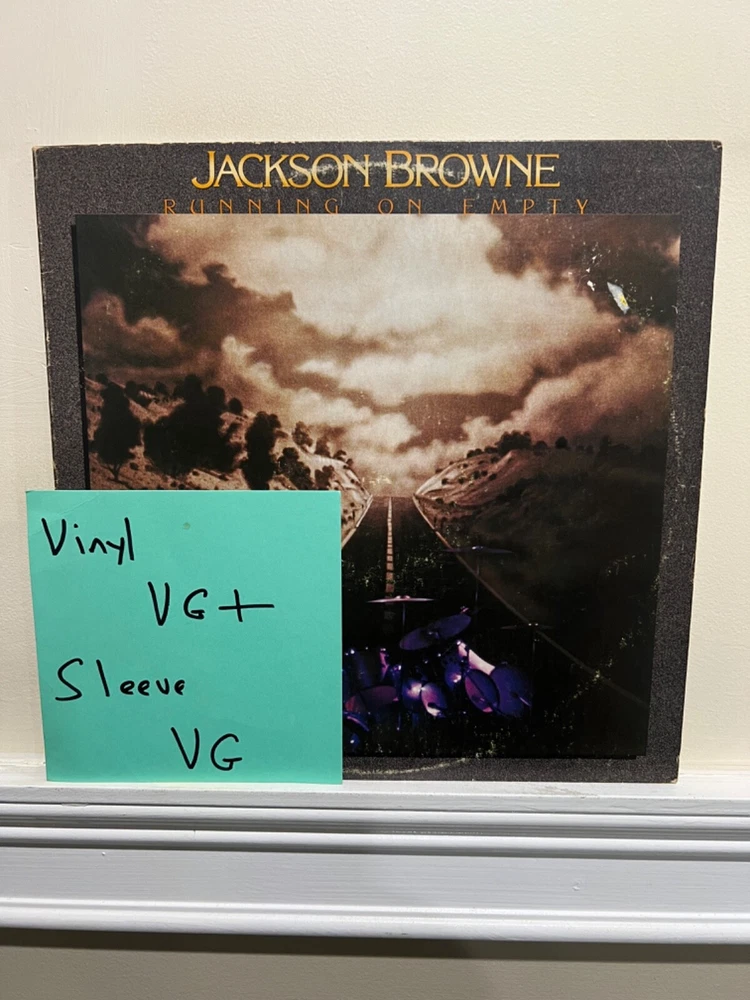 JACKSON BROWNE
RUNNING ON EMPTY
Vinyl
VG+
Sleeve
VG